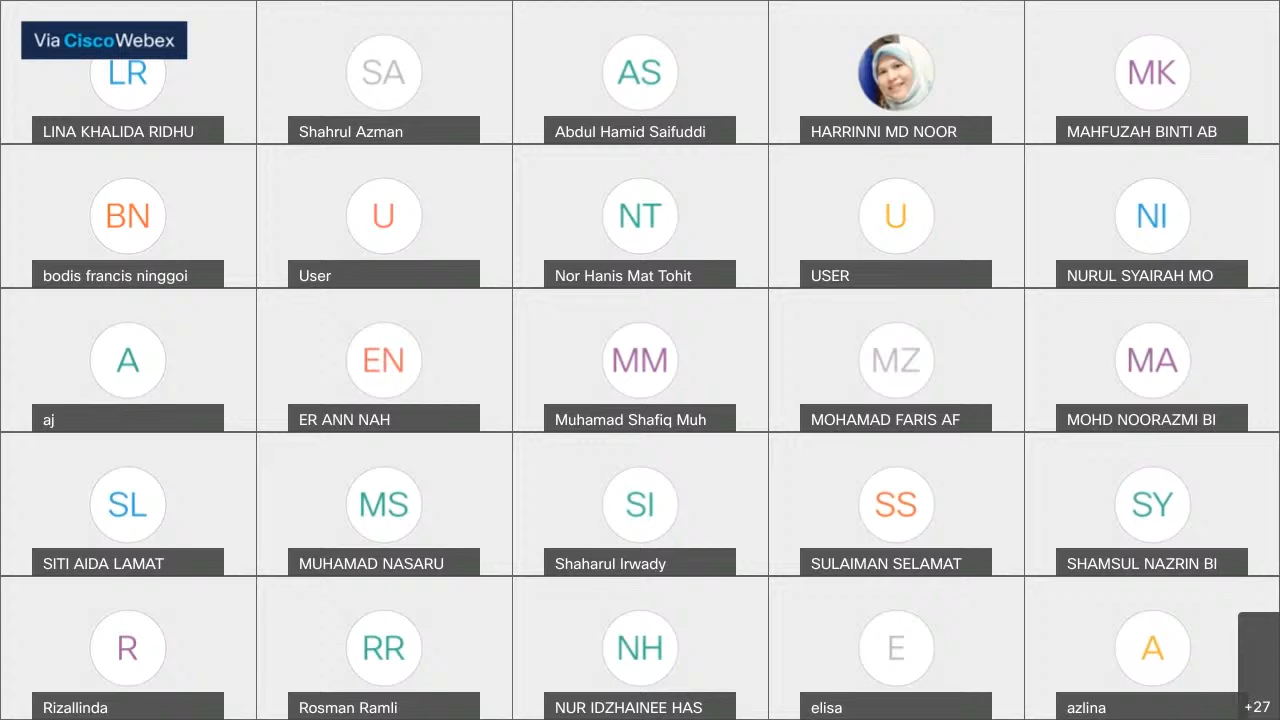 Via Cisco Webex
LR
SA
AS
MK
LINA KHALIDA RIDHU
Shahrul Azman
Abdul Hamid Saifuddi
HARRINNI MD NOOR
MAHFUZAH BINTI AB
BN
U
NT
U
NI
bodis francis ninggoi
User
Nor Hanis Mat Tohit
USER
NURUL SYAIRAH MO
A
EN
MM
MZ
MA
aj
ER ANN NAH
Muhamad Shafiq Muh
MOHAMAD FARIS AF
MOHD NOORAZMI BI
SL
MS
SI
SS
SY
SITI AIDA LAMAT
MUHAMAD NASARU
Shaharul Irwady
SULAIMAN SELAMAT
SHAMSUL NAZRIN BI
R
RR
NH
E
A
Rizallinda
Rosman Ramli
NUR IDZHAINEE HAS
elisa
azlina
+27